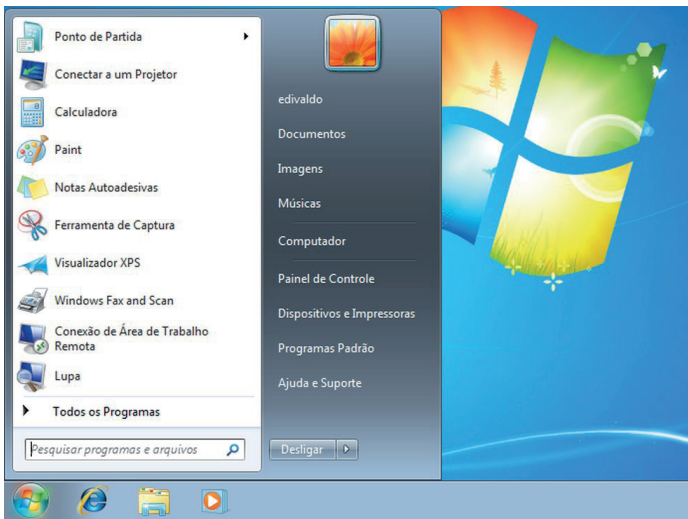 Ponto de Partida
Conectar a um Projetor
Calculadora
Paint
Notas Autoadesivas
Ferramenta de Captura
Visualizador XPS
Windows Fax and Scan
Conexão de Área de Trabalho
Remota
Lupa
Todos os Programas
Pesquisar programas e arquivos
edivaldo
Documentos
Imagens
Músicas
Computador
Painel de Controle
Dispositivos e Impressoras
Programas Padrão
Ajuda e Suporte
Desligar